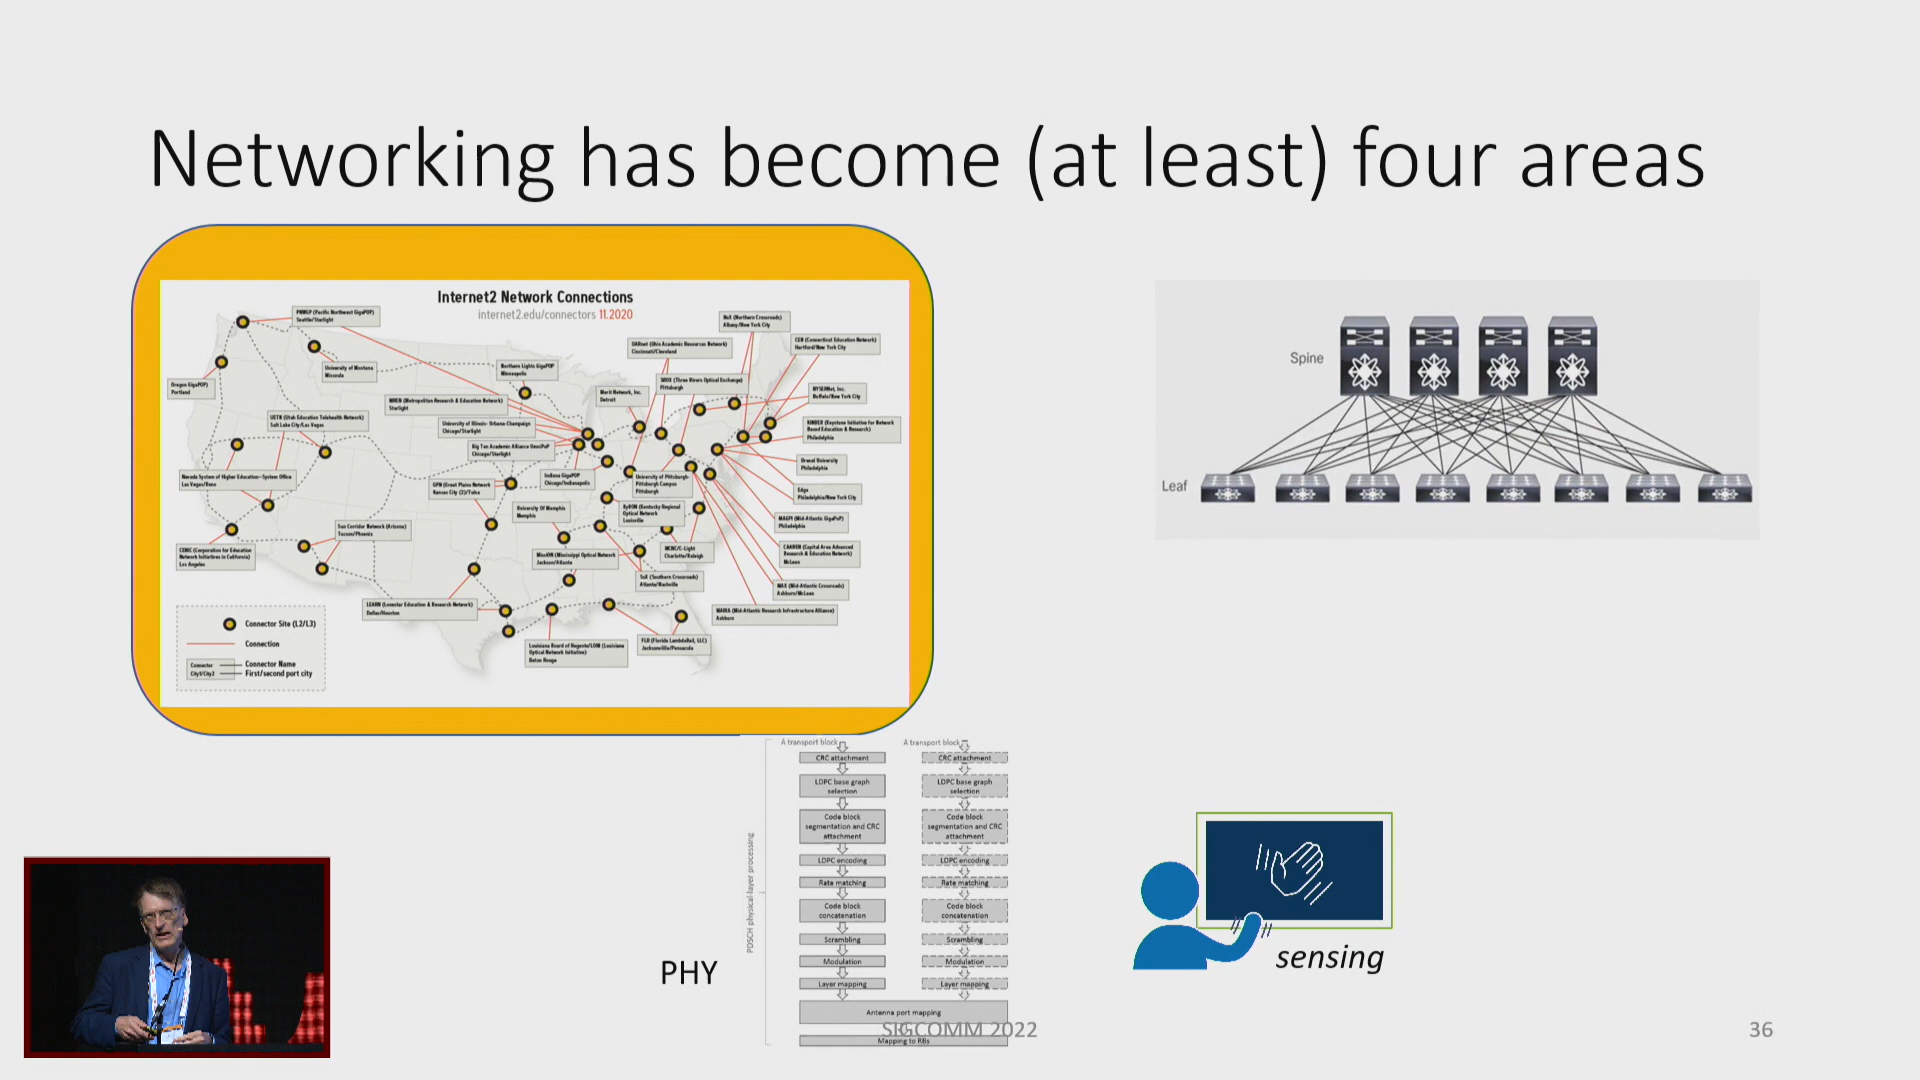 Networking has become (at least) four areas
Internet2 Network Connections
internet2.edu/connectors 11.2020
PNWGP (Pacific Northwest GigaPOP)
Seattle/Starlight
Oregon GigaPOP)
Portland
University of Montana
Missoula
Northern Lights GigaPOP
Minneapolis
MREN (Metropolitan Research & Education Network)
Starlight
UETN (Utah Education Telehealth Network)
Salt Lake City/Las Vegas
University of Illinois- Urbana-Champaign
Chicago/Starlight
Big Ten Academic Alliance OmniPoP
Chicago/Starlight
Merit Network, Inc.
Detroit
OARnet (Ohio Academic Resources Network)
Cincinnati/Cleveland
3ROX (Three Rivers Optical Exchange)
Pittsburgh
NoX (Northern Crossroads)
Albany/New York City
CEN (Connecticut Education Network)
Hartford/New York City
NYSERNet, Inc.
Buffalo/New York City
KINBER (Keystone Initiative for Network
Based Education & Research)
Philadelphia
Drexel University
Philadelphia
Edge
Philadelphia/New York City
MAGPI (Mid-Atlantic GigaPoP)
Philadelphia
CAAREN (Capital Area Advanced
Research & Education Network)
McLean
MAX (Mid-Atlantic Crossroads)
Ashburn/McLean
MARIA (Mid-Atlantic Research Infrastructure Alliance)
Ashburn
Nevada System of Higher Education—System Office
Las Vegas/Reno
GPN (Great Plains Network
Kansas City (2)/Tulsa
Indiana GigaPOP
Chicago/Indianapolis
University of Pittsburgh-
Pittsburgh Campus
Pittsburgh
University Of Memphis
Memphis
KyRON (Kentucky Regional
Optical Network
Louisville
Sun Corridor Network (Arizona)
Tucson/Phoenix
CENIC (Corporation for Education
Network Initiatives in California)
Los Angeles
MissiON (Mississippi Optical Network
Jackson/Atlanta
MCNC/C-Light
Charlotte/Raleigh
SoX (Southern Crossroads)
Atlanta/Nashville
LEARN (Lonestar Education & Research Network)
Dallas/Houston
Louisiana Board of Regents/LONI (Louisiana
Optical Network Initiative)
Baton Rouge
FLR (Florida LambdaRail, LLC)
Jacksonville/Pensacola
Connector Site (L2/L3)
Connection
Connector
City1/City2
Connector Name
First/second port city
Spine
Leaf
A transport block
A transport block
CRC attachment
CRC attachment
LDPC base graph
selection
LDPC base graph
selection
Code block
segmentation and CRC
attachment
Code block
segmentation and CRC
attachment
LDPC encoding
LDPC encoding
Rate matching
Rate matching
Code block
concatenation
Code block
concatenation
Scrambling
Scrambling
Modulation
Modulation
Layer mapping
Layer mapping
Antenna port mapping
Mapping to RBs
PDSCH physical-layer processing
PHY
sensing
SIGCOMM 2022
36